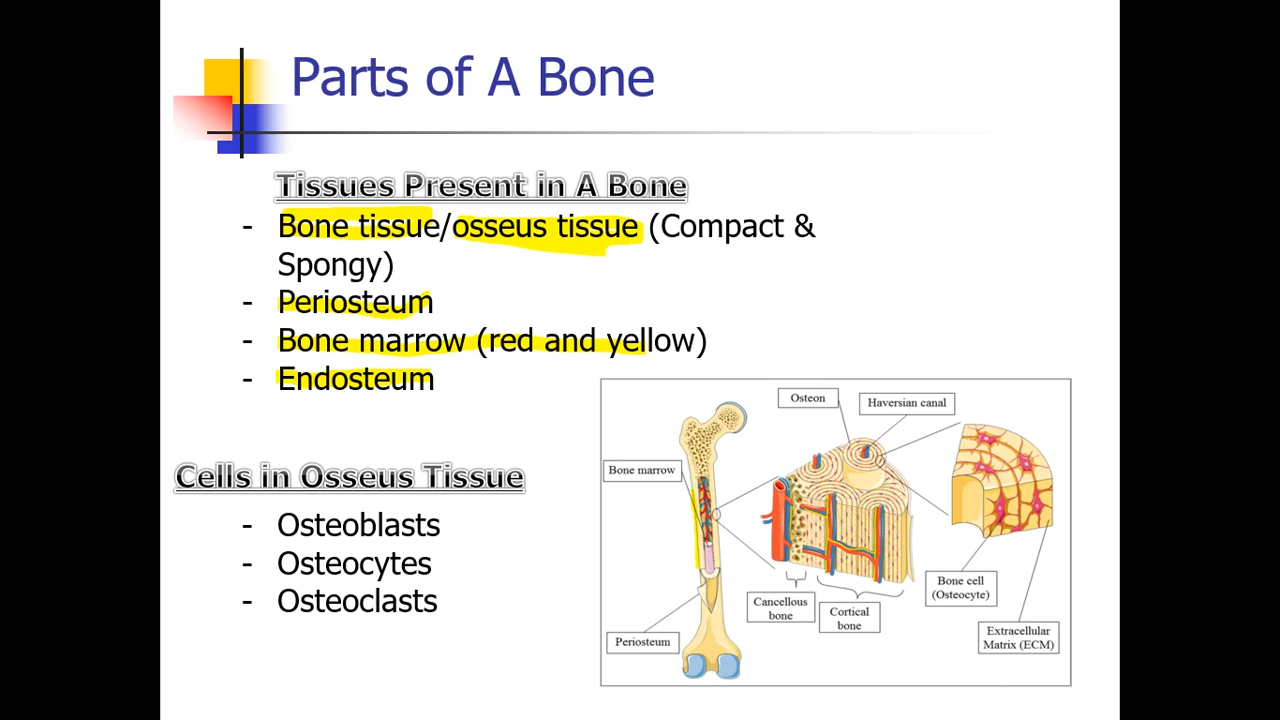 Parts of A Bone
Tissues Present in A Bone
- Bone tissue/osseus tissue (Compact &
Spongy)
- Periosteum
- Bone marrow (red and yellow)
- Endosteum
Cells in Osseus Tissue
- Osteoblasts
- Osteocytes
- Osteoclasts
Osteon
Haversian canal
Bone marrow
Cancellous
bone
Cortical
bone
Bone cell
(Osteocyte)
Periosteum
Extracellular
Matrix (ECM)